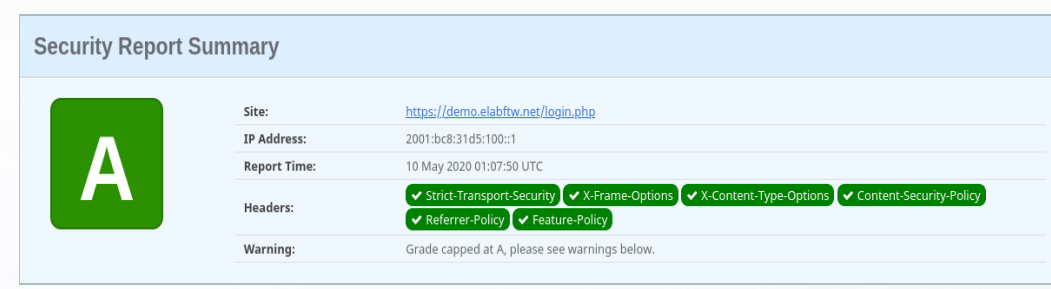 Security Report Summary
A
Site: https://demo.elabftw.net/login.php
IP Address: 2001:bc8:31d5:100::1
Report Time: 10 May 2020 01:07:50 UTC
Headers: ✔ Strict-Transport-Security ✔ X-Frame-Options ✔ X-Content-Type-Options ✔ Content-Security-Policy
✔ Referrer-Policy ✔ Feature-Policy
Warning: Grade capped at A, please see warnings below.